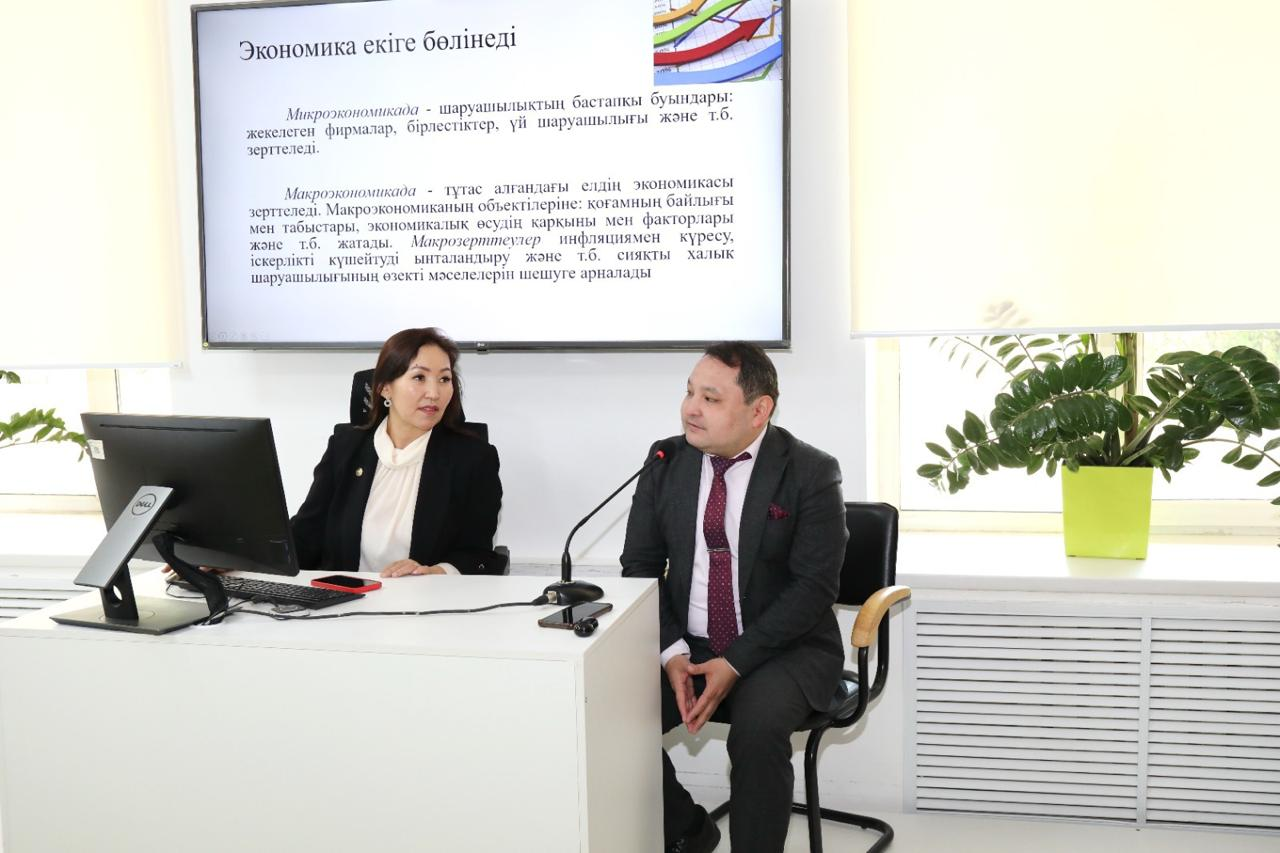 Экономика екіге бөлінеді
Микроэкономикада - шаруашылықтың бастапқы буындары:
жекелеген фирмалар, бірлестіктер, үй шаруашылығы және т.б.
зерттеледі.
Макроэкономикада - тұтас алғандағы елдің экономикасы
зерттеледі. Макроэкономиканың объектілеріне: қоғамның байлығы
мен табыстары, экономикалық өсудің қарқыны мен факторлары
және т.б. жатады. Макрозерттеулер инфляциямен күресу,
іскерлікті күшейтуді ынталандыру және т.б. сияқты халық
шаруашылығының өзекті мәселелерін шешуге арналады
DELL